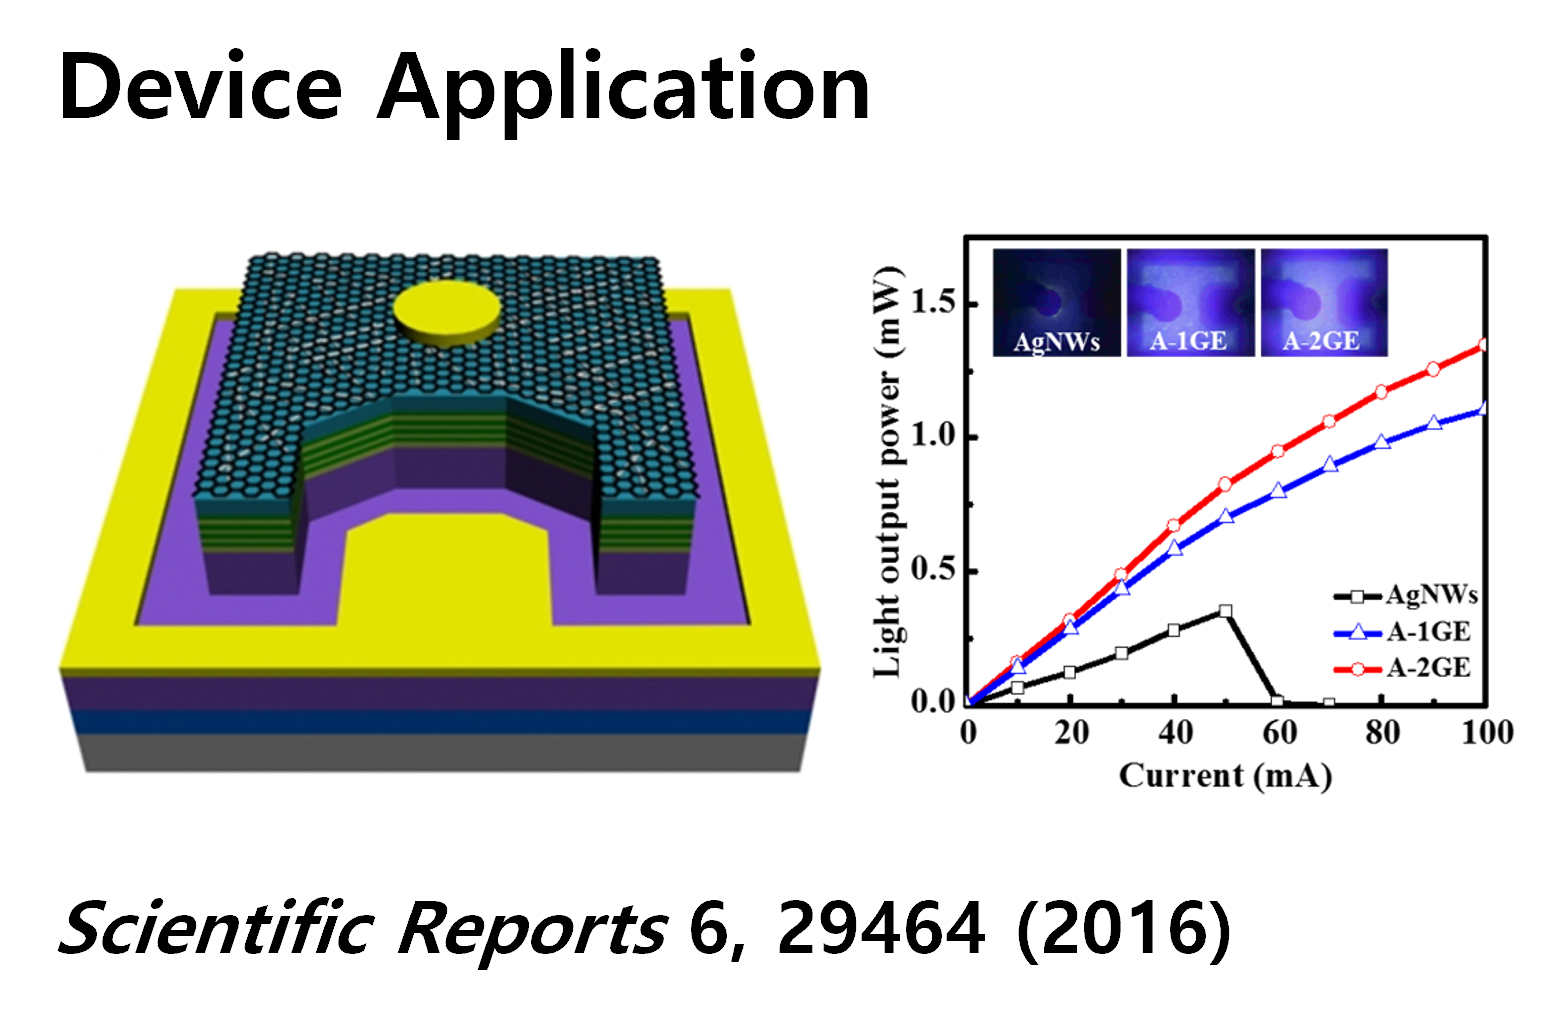 Device Application
AgNWs
A-1GE
A-2GE
Light output power (mW)
1.5
1.0
0.5
0.0
AgNWs
A-1GE
A-2GE
0
20
40
60
80
100
Current (mA)
Scientific Reports 6, 29464 (2016)